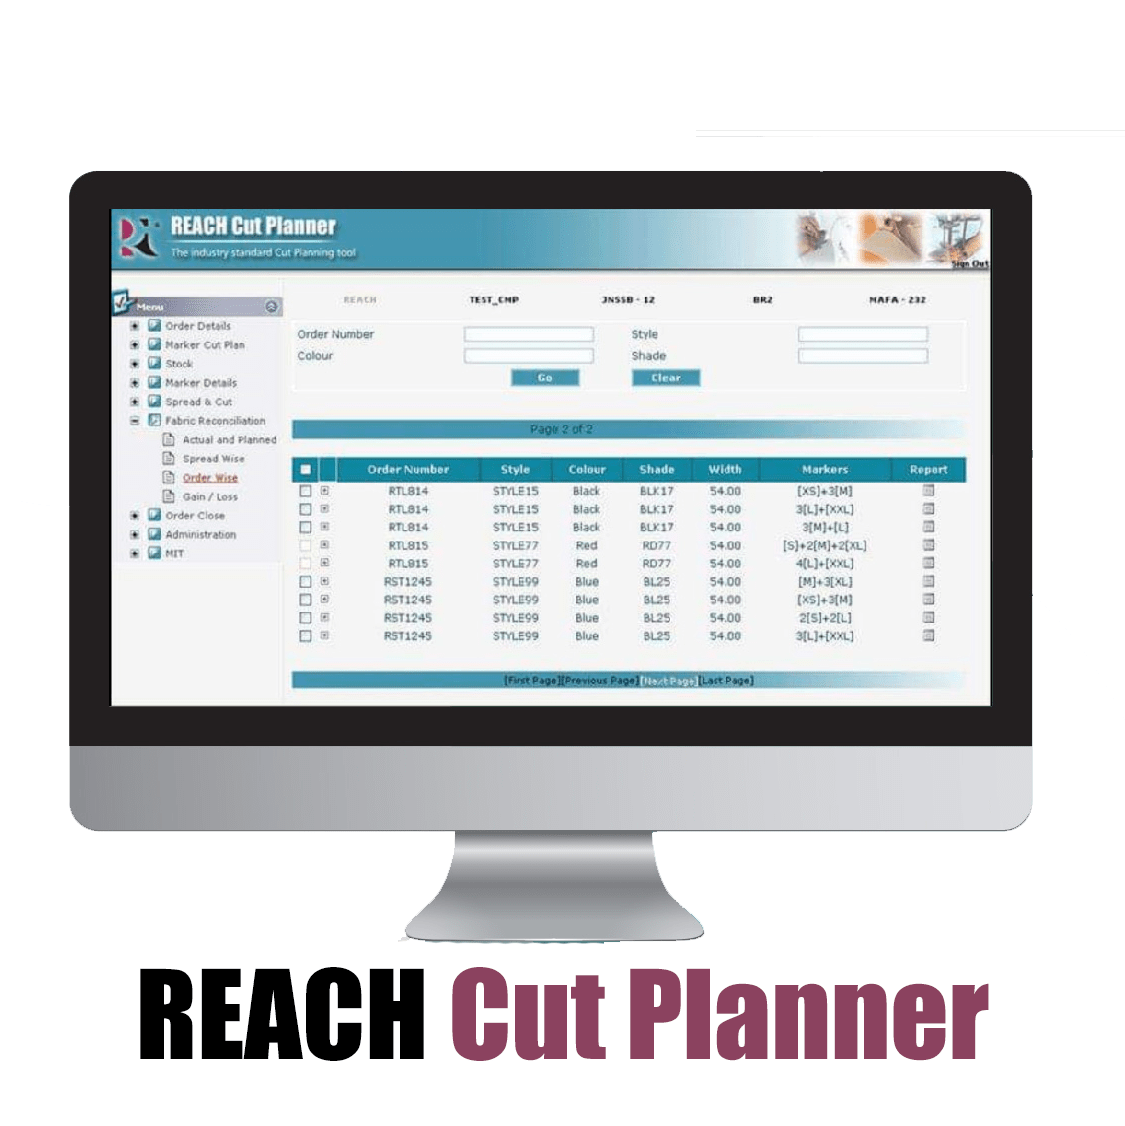 REACH Cut Planner
The industry standard Cut Planning tool
Sign Out
Menu
Order Details
Marker Cut Plan
Stock
Marker Details
Spread & Cut
Fabric Reconciliation
Actual and Planned
Spread Wise
Order Wise
Gain / Loss
Order Close
Administration
MIT
REACH TEST_CMP JNSSB - 12 BR2 MAFA - 232
Order Number Style
Colour Shade
Go Clear
Page 2 of 2
Order Number Style Colour Shade Width Markers Report
RTL814 STYLE15 Black BLK17 54.00 [XS]+3[M]
RTL814 STYLE15 Black BLK17 54.00 3[L]+[XXL]
RTL814 STYLE15 Black BLK17 54.00 3[M]+[L]
RTL815 STYLE77 Red RD77 54.00 [S]+2[M]+2[XL]
RTL815 STYLE77 Red RD77 54.00 4[L]+[XXL]
RST1245 STYLE99 Blue BL25 54.00 [M]+3[XL]
RST1245 STYLE99 Blue BL25 54.00 [XS]+3[M]
RST1245 STYLE99 Blue BL25 54.00 2[S]+2[L]
RST1245 STYLE99 Blue BL25 54.00 3[L]+[XXL]
[First Page][Previous Page][Next Page][Last Page]
REACH Cut Planner